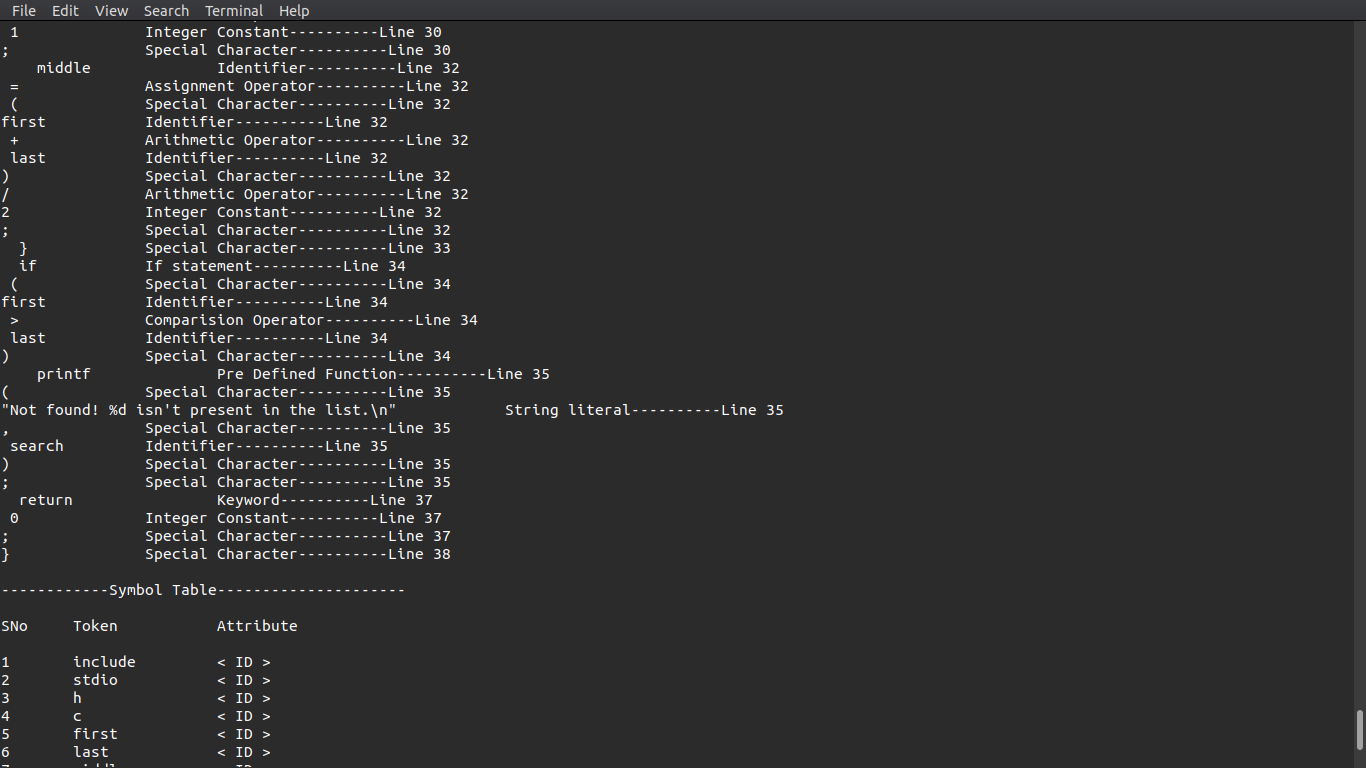 File Edit View Search Terminal Help
 1              Integer Constant----------Line 30
;               Special Character----------Line 30
    middle              Identifier----------Line 32
 =              Assignment Operator----------Line 32
 (              Special Character----------Line 32
first           Identifier----------Line 32
 +              Arithmetic Operator----------Line 32
 last           Identifier----------Line 32
)               Special Character----------Line 32
/               Arithmetic Operator----------Line 32
2               Integer Constant----------Line 32
;               Special Character----------Line 32
  }             Special Character----------Line 33
  if            If statement----------Line 34
 (              Special Character----------Line 34
first           Identifier----------Line 34
 >              Comparision Operator----------Line 34
 last           Identifier----------Line 34
)               Special Character----------Line 34
    printf              Pre Defined Function----------Line 35
(               Special Character----------Line 35
"Not found! %d isn't present in the list.\n"            String literal----------Line 35
,               Special Character----------Line 35
 search         Identifier----------Line 35
)               Special Character----------Line 35
;               Special Character----------Line 35
  return                Keyword----------Line 37
 0              Integer Constant----------Line 37
;               Special Character----------Line 37
}               Special Character----------Line 38
------------Symbol Table---------------------
SNo     Token           Attribute
1       include         < ID >
2       stdio           < ID >
3       h               < ID >
4       c               < ID >
5       first           < ID >
6       last            < ID >